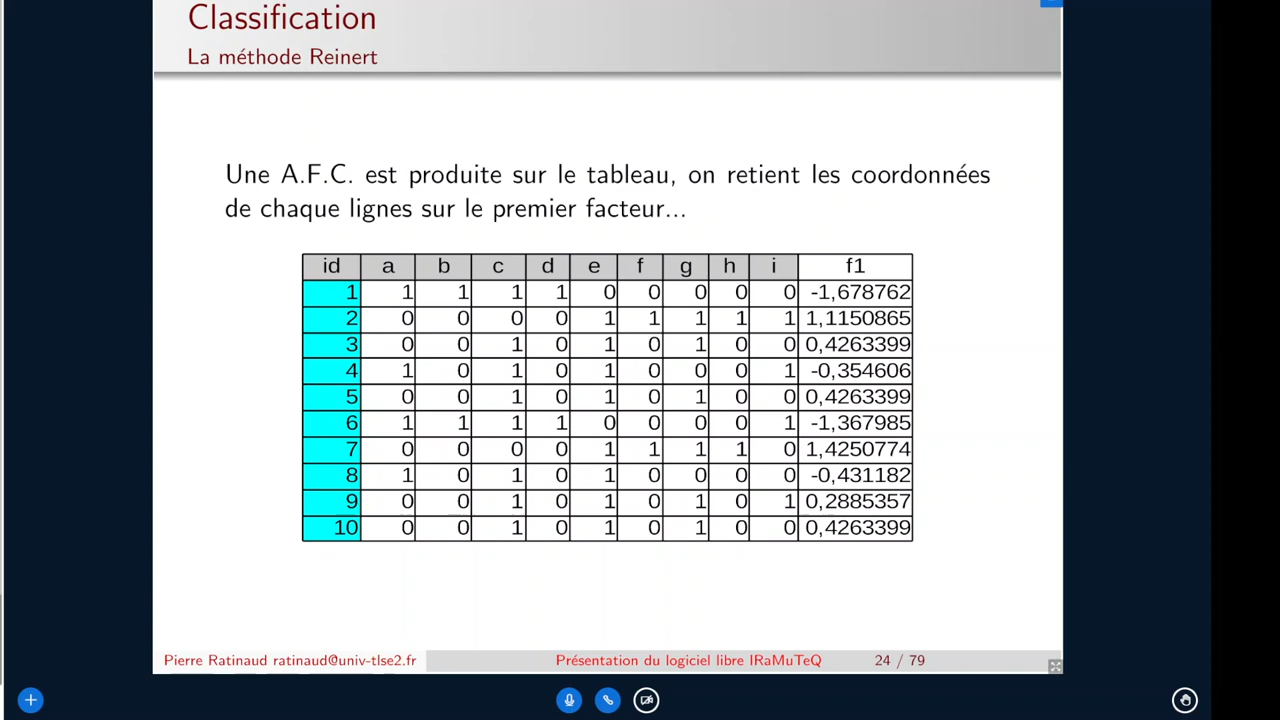 Classification
La méthode Reinert
Une A.F.C. est produite sur le tableau, on retient les coordonnées
de chaque lignes sur le premier facteur...
id a b c d e f g h i f1
1 1 1 1 1 0 0 0 0 0 -1,678762
2 0 0 0 0 1 1 1 1 1 1,1150865
3 0 0 1 0 1 0 1 0 0 0,4263399
4 1 0 1 0 1 0 0 0 1 -0,354606
5 0 0 1 0 1 0 1 0 0 0,4263399
6 1 1 1 1 0 0 0 0 1 -1,367985
7 0 0 0 0 1 1 1 1 0 1,4250774
8 1 0 1 0 1 0 0 0 0 -0,431182
9 0 0 1 0 1 0 1 0 1 0,2885357
10 0 0 1 0 1 0 1 0 0 0,4263399
Pierre Ratinaud ratinaud@univ-tlse2.fr Présentation du logiciel libre IRaMuTeQ 24 / 79